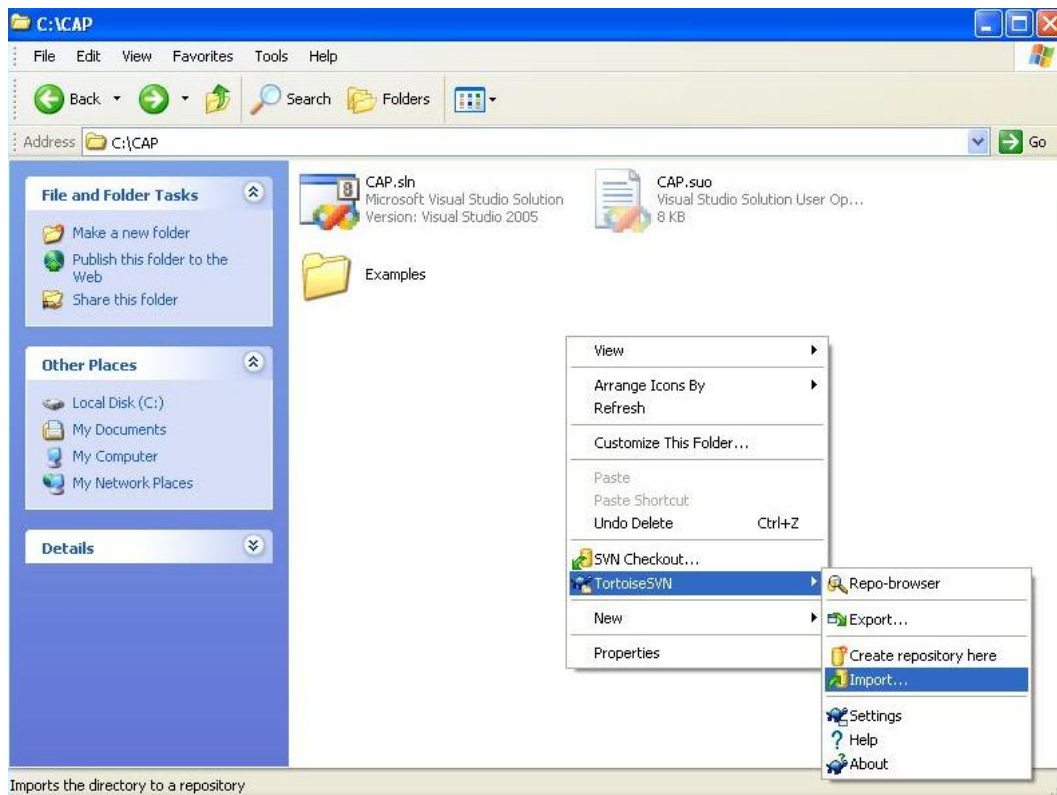 C:\CAP
File Edit View Favorites Tools Help
Back Search Folders
Address C:\CAP Go
File and Folder Tasks
Make a new folder
Publish this folder to the
Web
Share this folder
Other Places
Local Disk (C:)
My Documents
My Computer
My Network Places
Details
CAP.sln
Microsoft Visual Studio Solution
Version: Visual Studio 2005
CAP.suo
Visual Studio Solution User Op...
8 KB
Examples
View
Arrange Icons By
Refresh
Customize This Folder...
Paste
Paste Shortcut
Undo Delete Ctrl+Z
SVN Checkout...
TortoiseSVN
New
Properties
Repo-browser
Export...
Create repository here
Import...
Settings
Help
About
Imports the directory to a repository